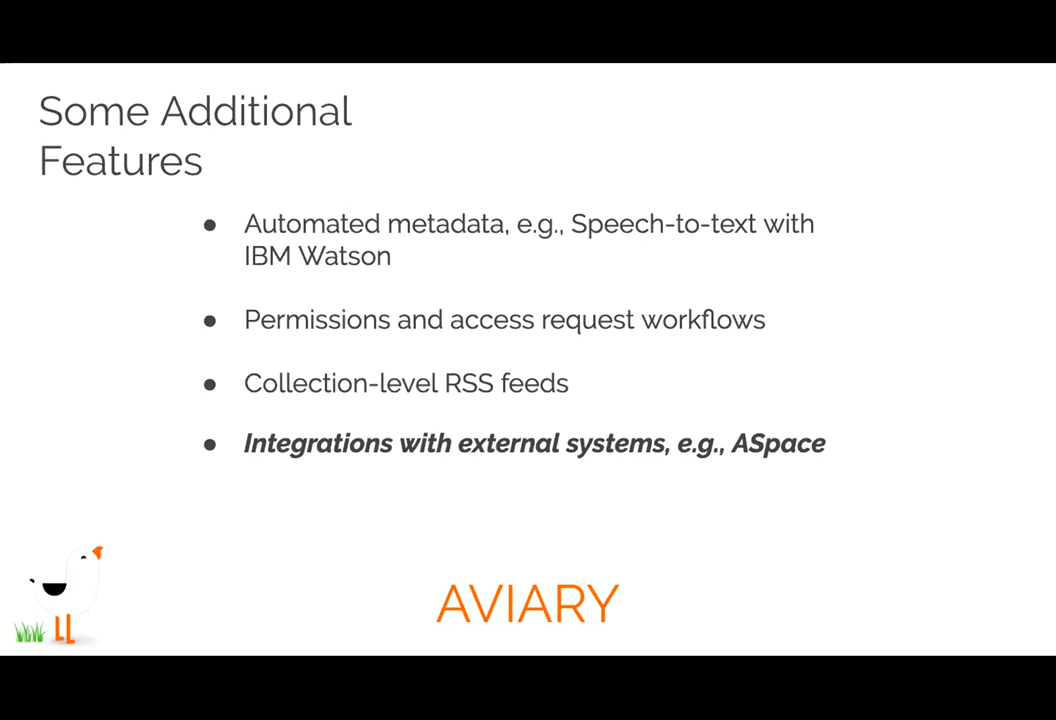 Some Additional
Features
● Automated metadata, e.g., Speech-to-text with
IBM Watson
● Permissions and access request workflows
● Collection-level RSS feeds
● Integrations with external systems, e.g., ASpace
AVIARY